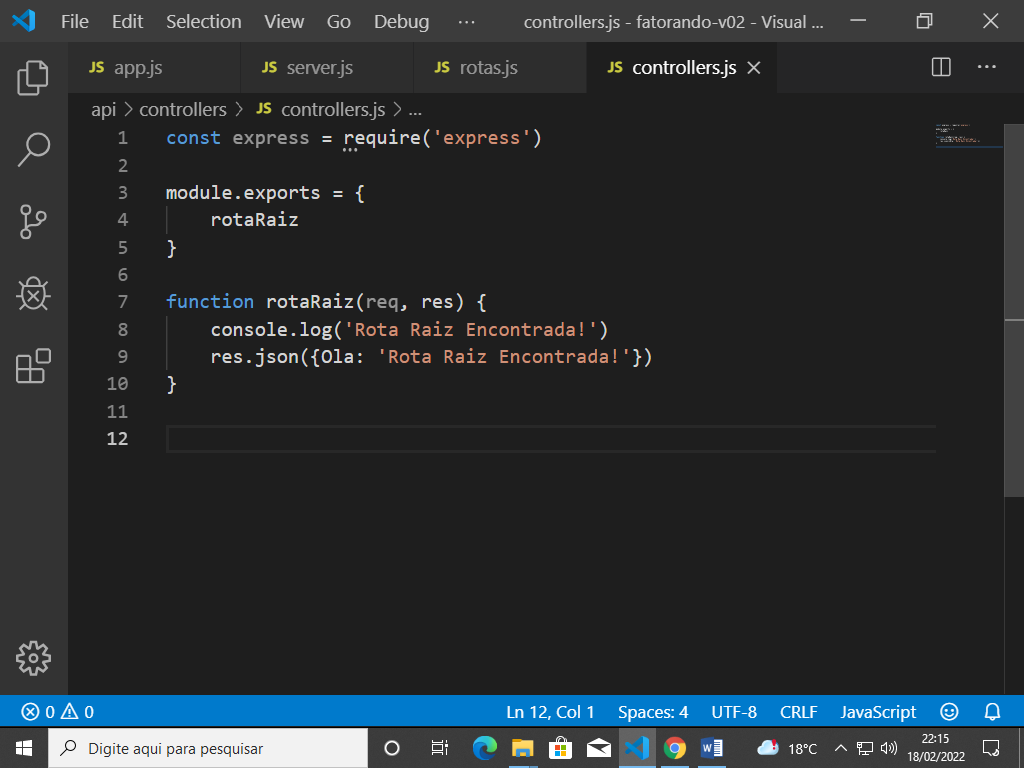 File Edit Selection View Go Debug ··· controllers.js - fatorando-v02 - Visual ...
JS app.js JS server.js JS rotas.js JS controllers.js
api > controllers > JS controllers.js > ...
1 const express = require('express')
2
3 module.exports = {
4 rotaRaiz
5 }
6
7 function rotaRaiz(req, res) {
8 console.log('Rota Raiz Encontrada!')
9 res.json({Ola: 'Rota Raiz Encontrada!'})
10 }
11
12
0 0 Ln 12, Col 1 Spaces: 4 UTF-8 CRLF JavaScript
Digite aqui para pesquisar 18°C 22:15
18/02/2022